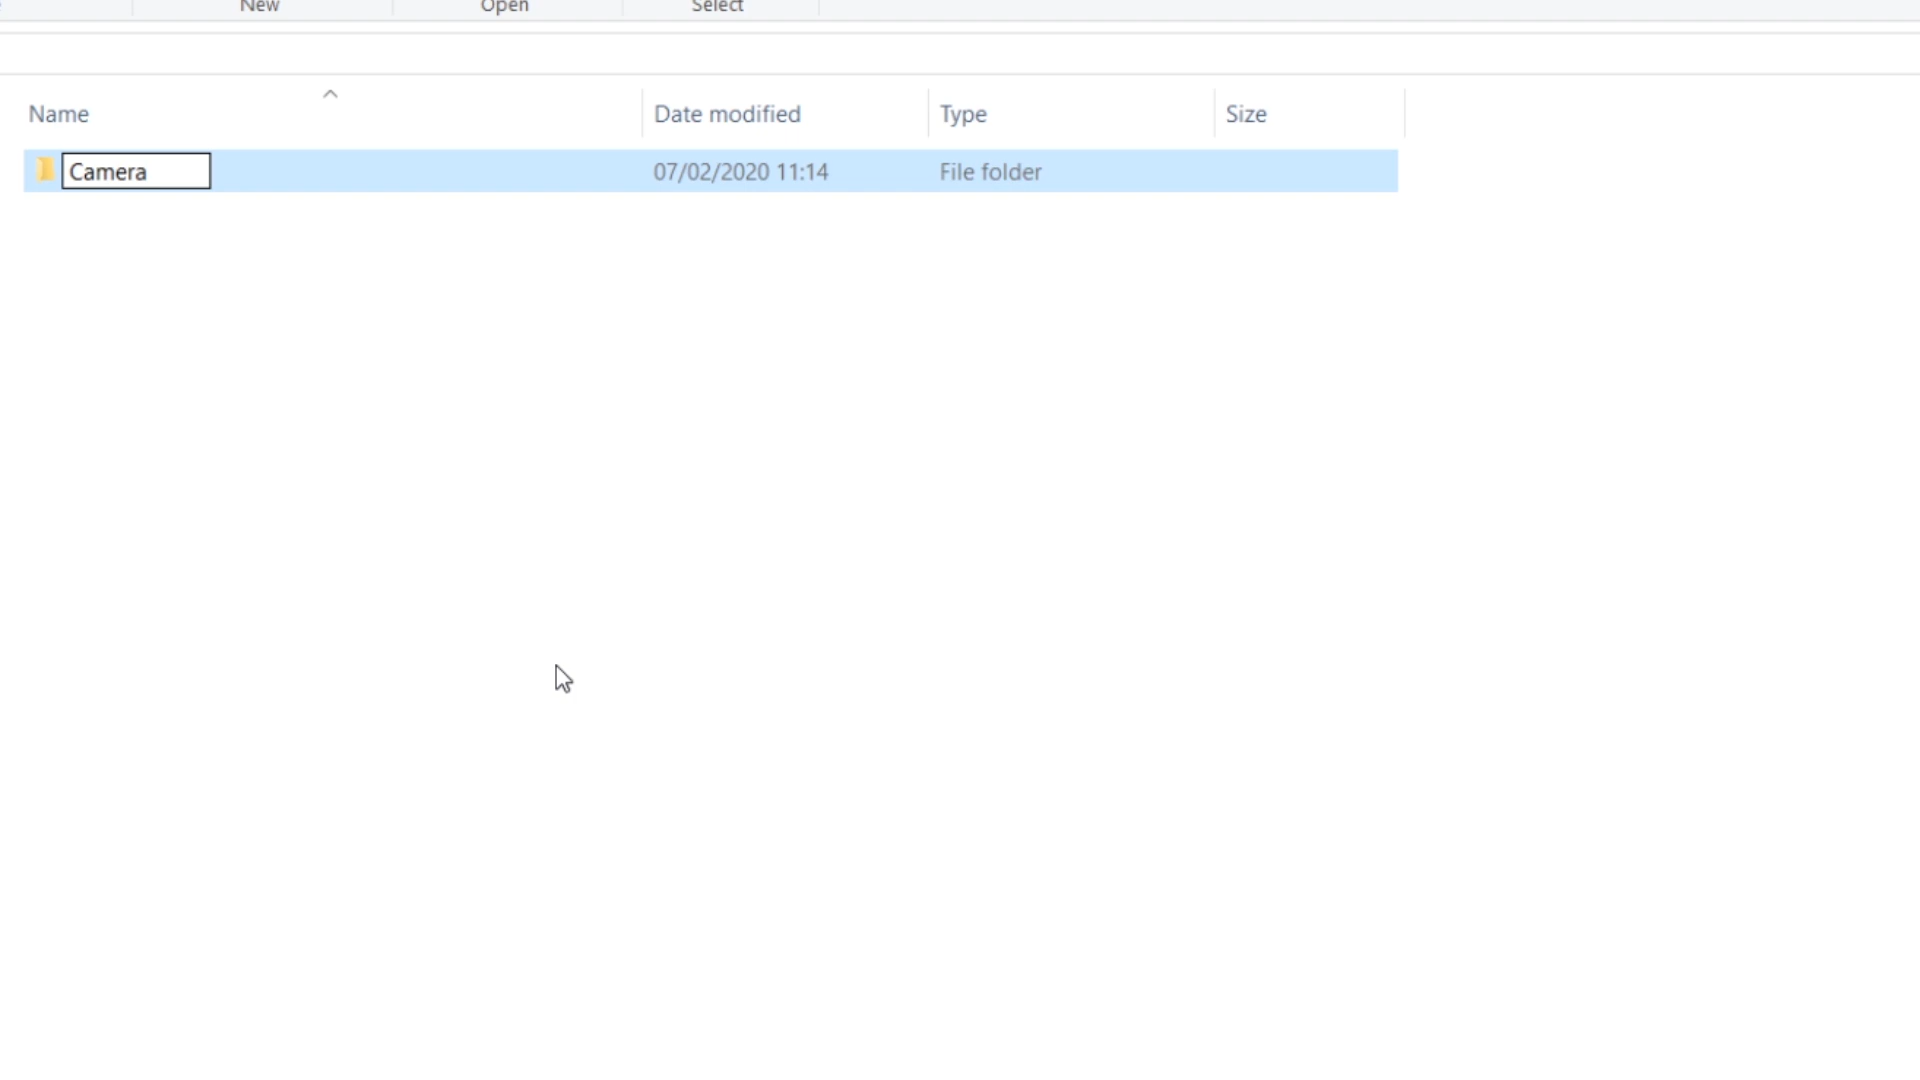 New Open Select
Name Date modified Type Size
Camera 07/02/2020 11:14 File folder